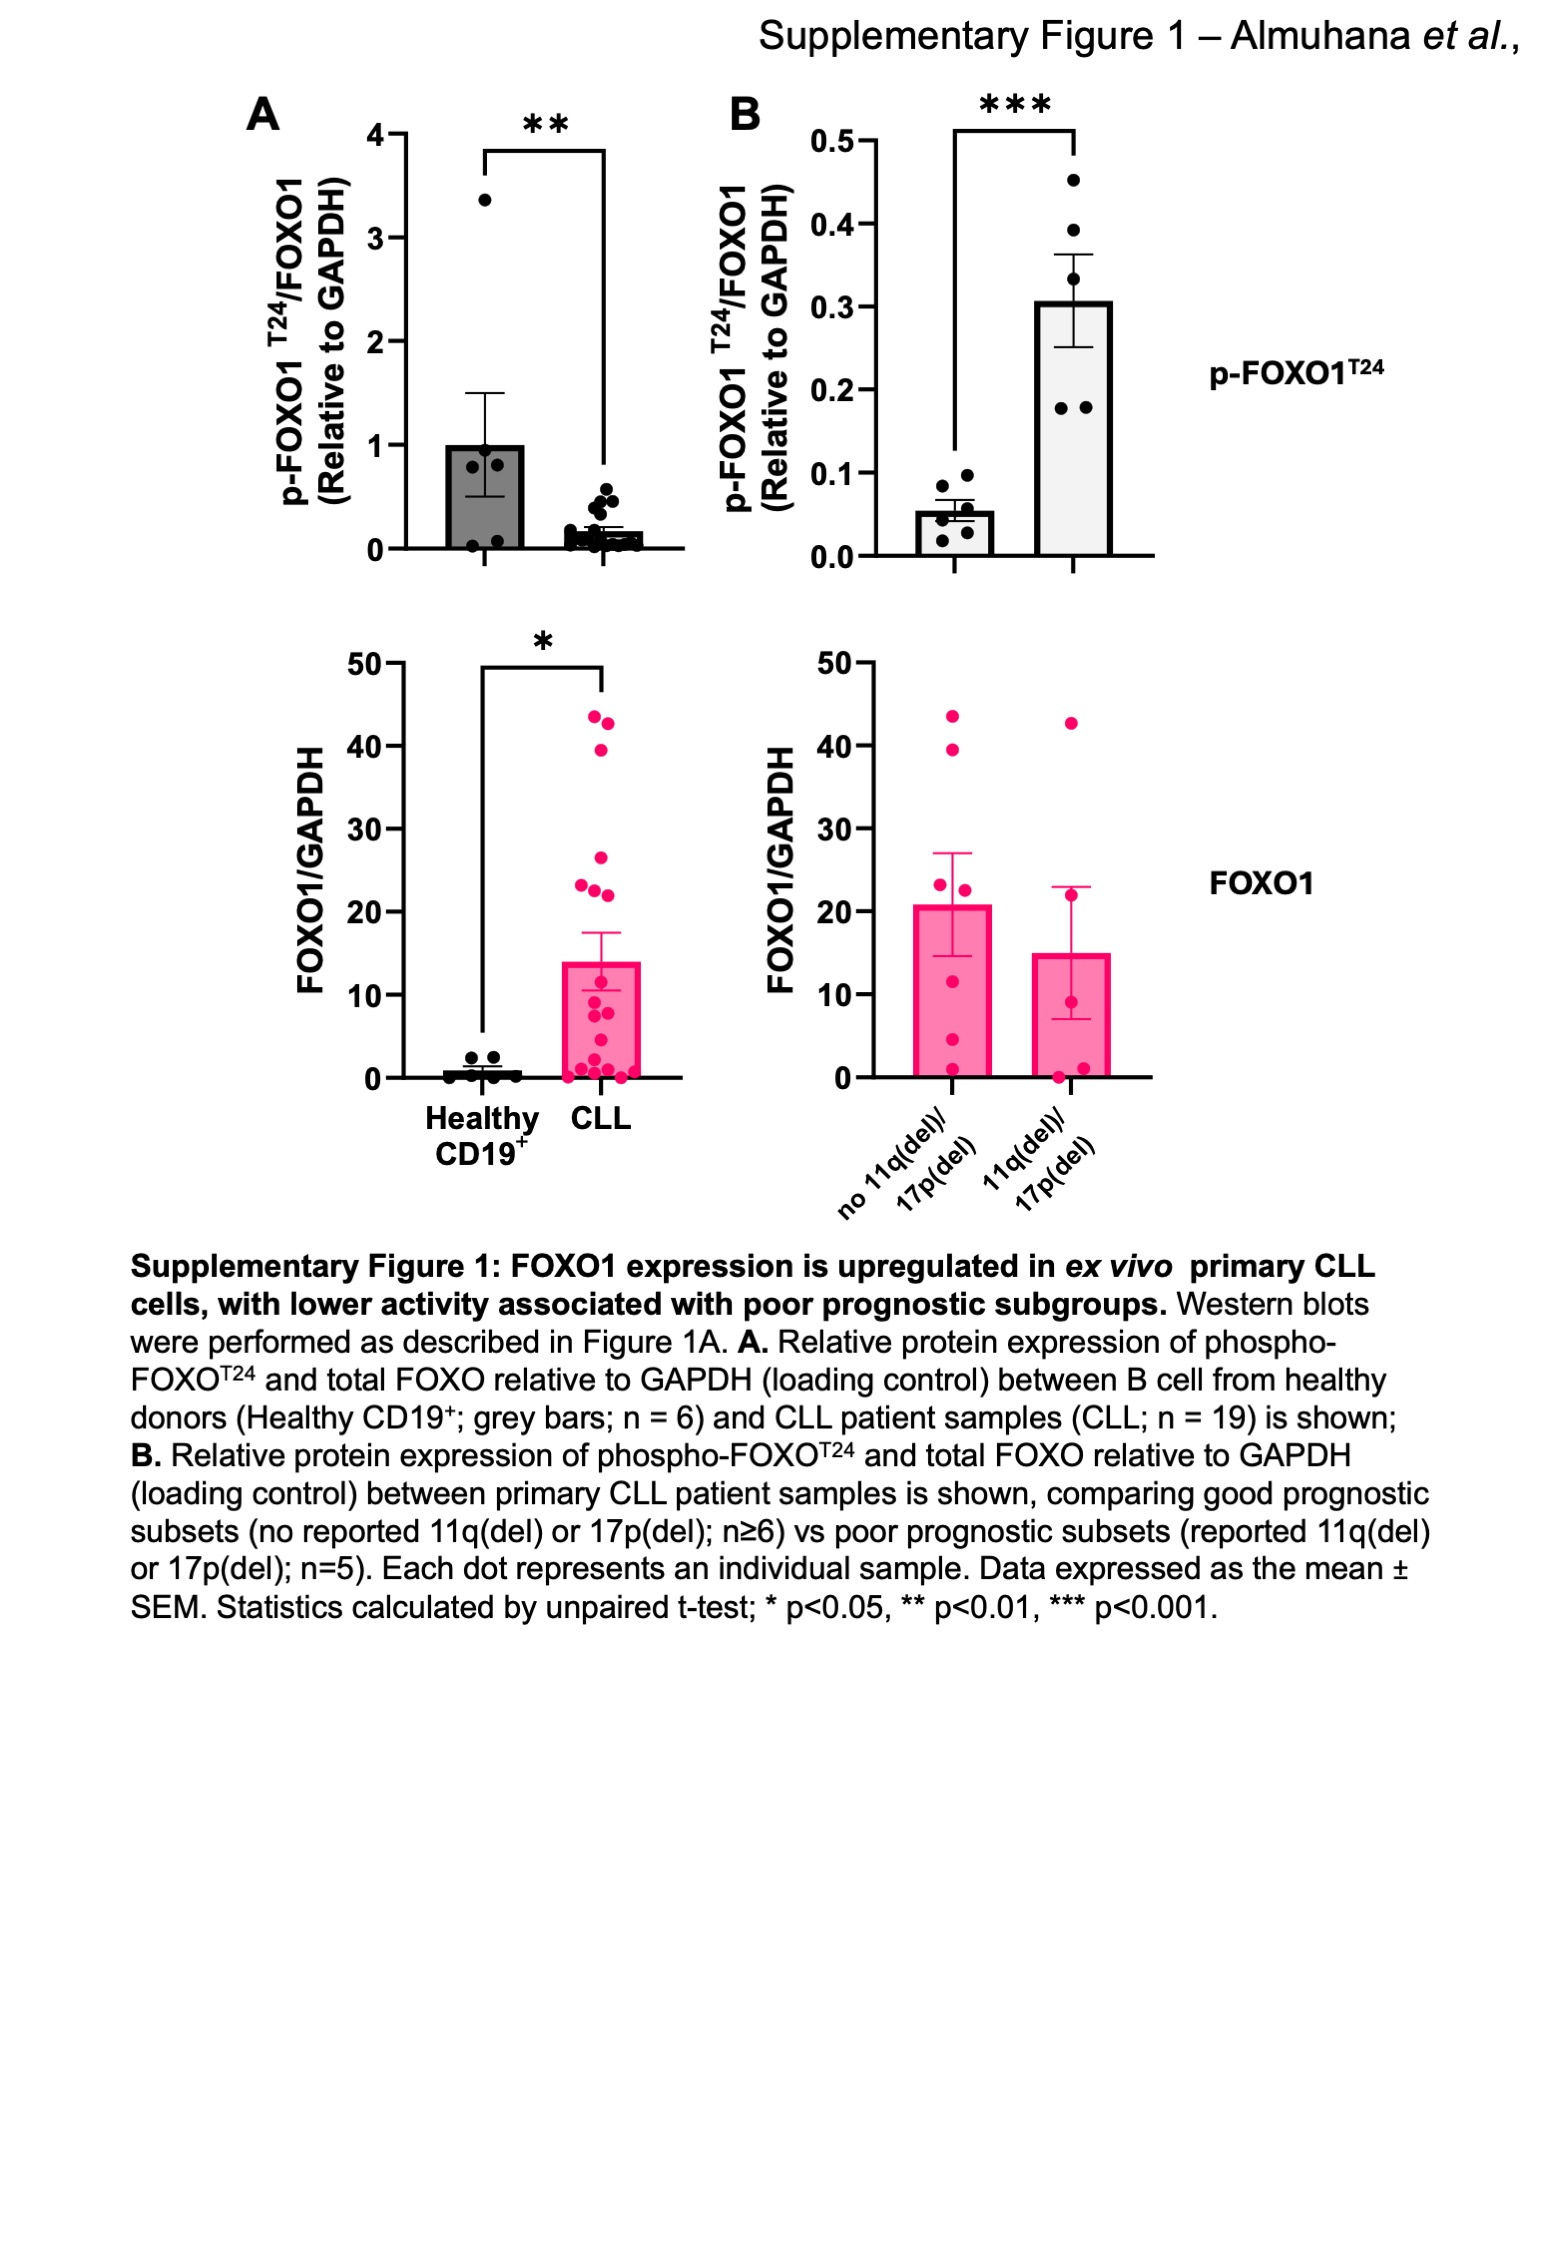 Supplementary Figure 1 – Almuhana et al.,
A
**
4
3
2
1
0
p-FOXO1 T24/FOXO1
(Relative to GAPDH)
B
***
0.5
0.4
0.3
0.2
0.1
0.0
p-FOXO1 T24/FOXO1
(Relative to GAPDH)
p-FOXO1T24
*
50
40
30
20
10
0
FOXO1/GAPDH
Healthy
CD19+
CLL
50
40
30
20
10
0
FOXO1/GAPDH
no 11q(del)/
17p(del)
11q(del)/
17p(del)
FOXO1
Supplementary Figure 1: FOXO1 expression is upregulated in ex vivo primary CLL
cells, with lower activity associated with poor prognostic subgroups. Western blots
were performed as described in Figure 1A. A. Relative protein expression of phospho-
FOXOT24 and total FOXO relative to GAPDH (loading control) between B cell from healthy
donors (Healthy CD19+; grey bars; n = 6) and CLL patient samples (CLL; n = 19) is shown;
B. Relative protein expression of phospho-FOXOT24 and total FOXO relative to GAPDH
(loading control) between primary CLL patient samples is shown, comparing good prognostic
subsets (no reported 11q(del) or 17p(del); n≥6) vs poor prognostic subsets (reported 11q(del)
or 17p(del); n=5). Each dot represents an individual sample. Data expressed as the mean ±
SEM. Statistics calculated by unpaired t-test; * p<0.05, ** p<0.01, *** p<0.001.